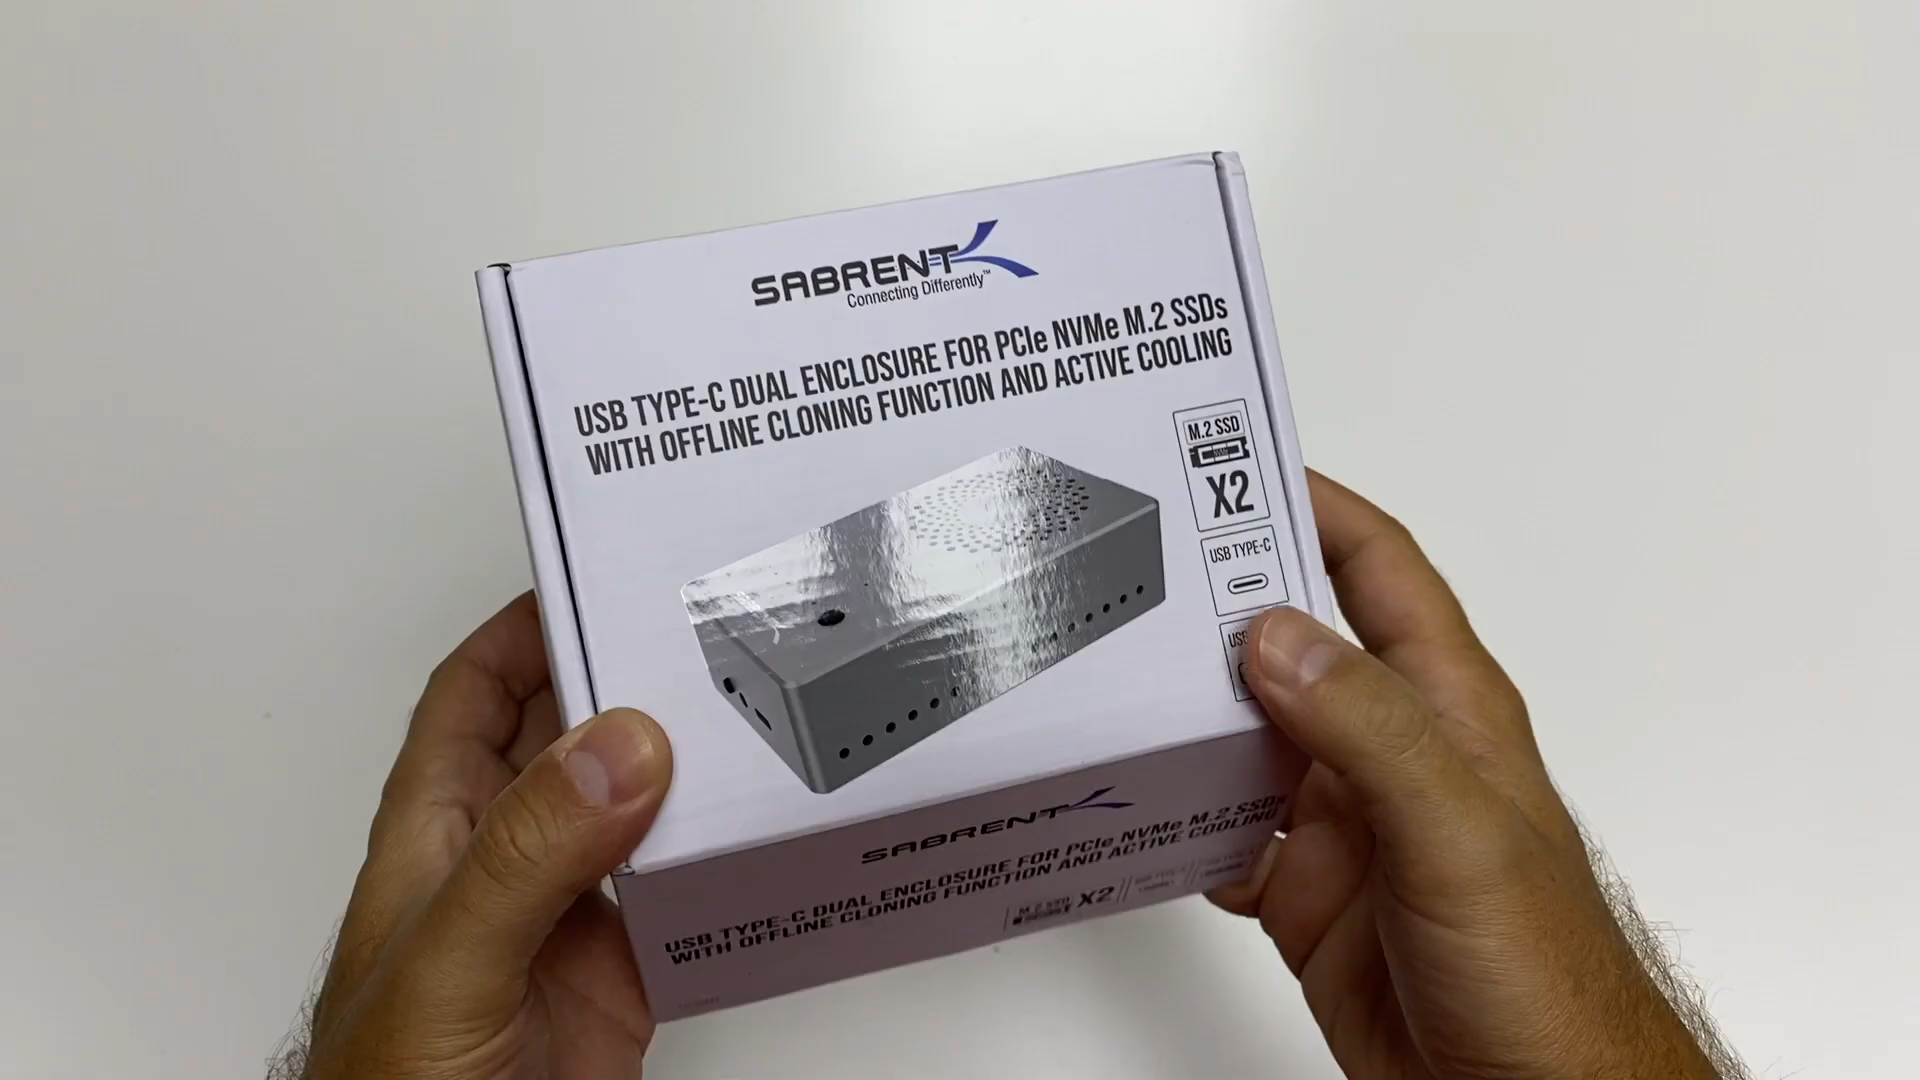 SABRENT
Connecting Differently™
USB TYPE-C DUAL ENCLOSURE FOR PCIe NVMe M.2 SSDs
WITH OFFLINE CLONING FUNCTION AND ACTIVE COOLING
M.2 SSD
X2
USB TYPE-C
USB
SABRENT
USB TYPE-C DUAL ENCLOSURE FOR PCIe NVMe M.2 SSDs
WITH OFFLINE CLONING FUNCTION AND ACTIVE COOLING
M.2 SSD
X2